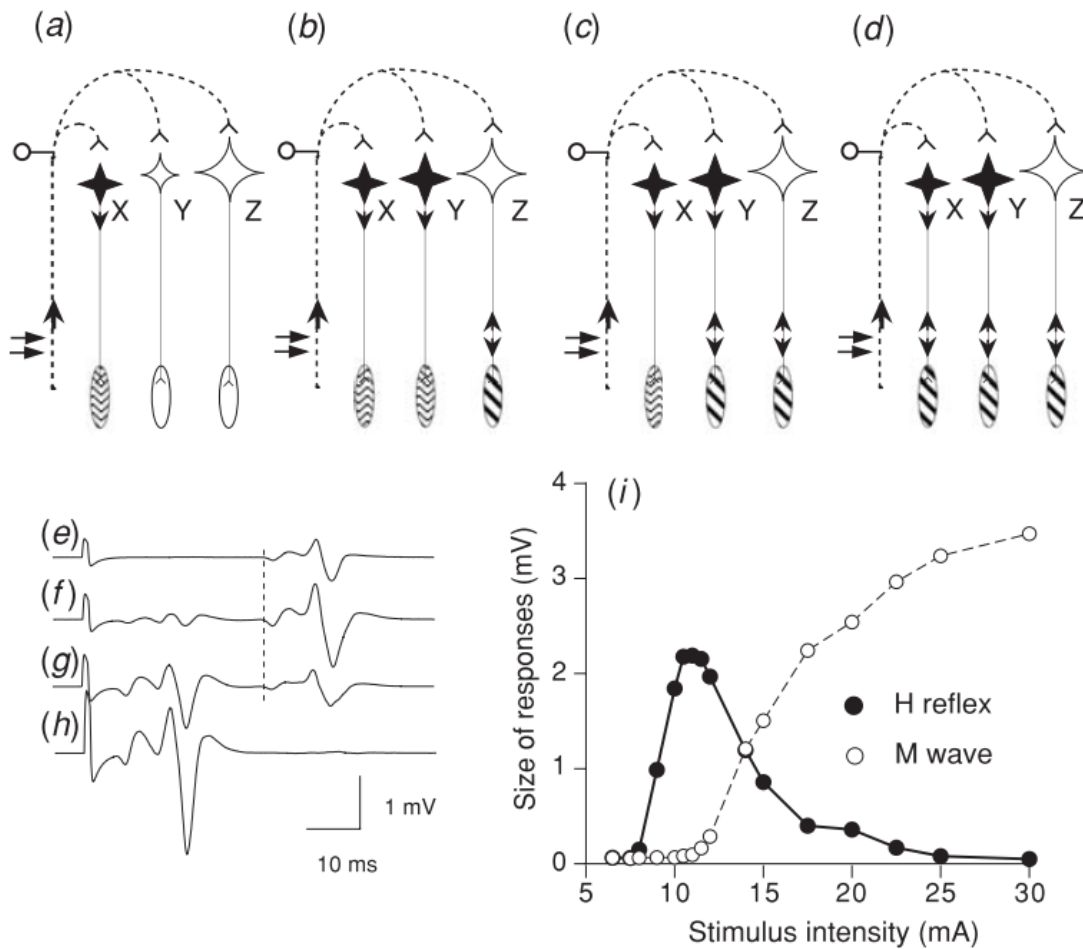 (a) (b) (c) (d)
X Y Z X Y Z X Y Z X Y Z
(e)
(f)
(g)
(h)
1 mV
10 ms
(i)
Size of responses (mV)
4
3
2
1
0
H reflex
M wave
10 15 20 25 30
Stimulus intensity (mA)